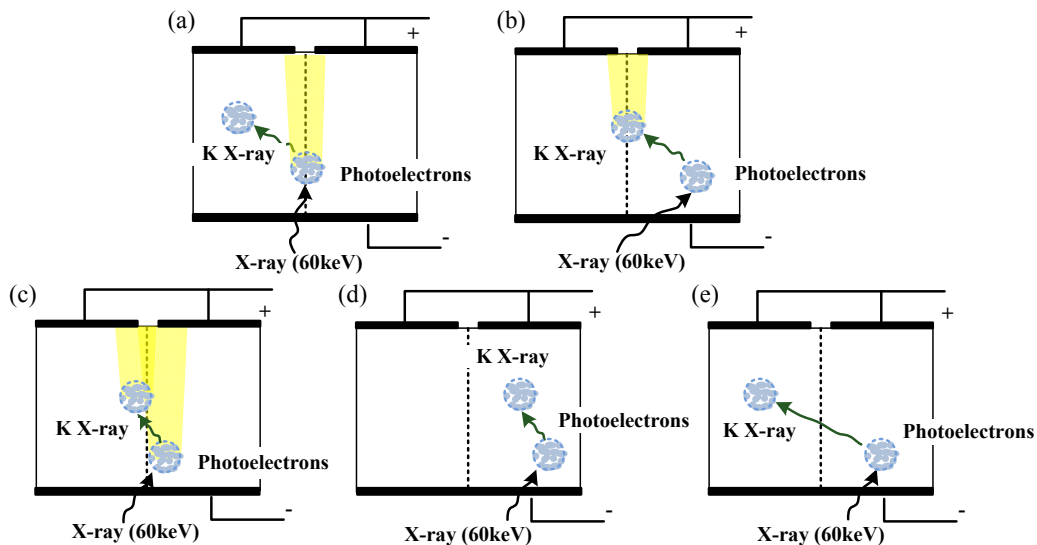 (a)
+
K X-ray
Photoelectrons
-
X-ray (60keV)
(b)
+
K X-ray
Photoelectrons
-
X-ray (60keV)
(c)
+
K X-ray
Photoelectrons
-
X-ray (60keV)
(d)
+
K X-ray
Photoelectrons
-
X-ray (60keV)
(e)
+
K X-ray
Photoelectrons
-
X-ray (60keV)